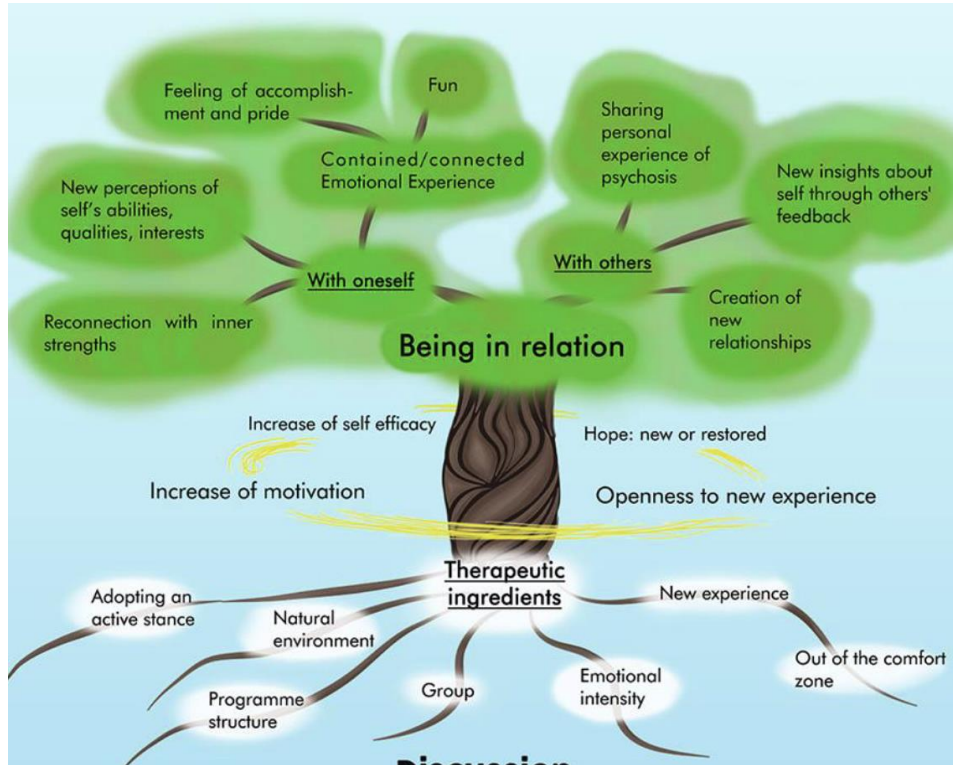 Feeling of accomplish-
ment and pride
Fun
Contained/connected
Emotional Experience
New perceptions of
self's abilities,
qualities, interests
With oneself
Reconnection with inner
strengths
Sharing
personal
experience of
psychosis
New insights about
self through others'
feedback
With others
Creation of
new
relationships
Being in relation
Increase of self efficacy
Hope: new or restored
Increase of motivation
Openness to new experience
Therapeutic
ingredients
Adopting an
active stance
Natural
environment
Programme
structure
Group
Emotional
intensity
New experience
Out of the comfort
zone
Discussion